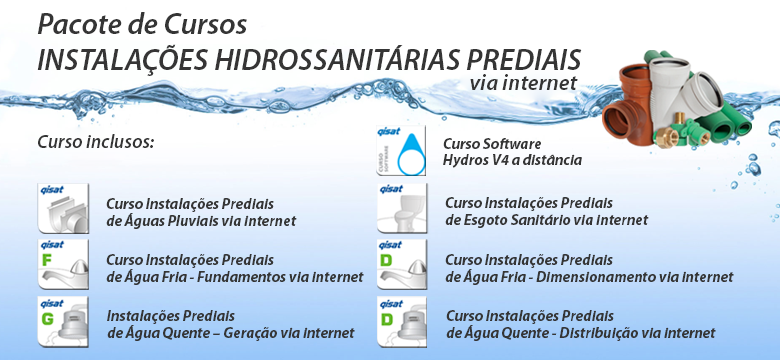 Pacote de Cursos
INSTALAÇÕES HIDROSSANITÁRIAS PREDIAIS
via internet
Curso inclusos:
qisat
CURSO SOFTWARE
Curso Software
Hydros V4 a distância
qisat
Curso Instalações Prediais
de Águas Pluviais via internet
qisat
Curso Instalações Prediais
de Esgoto Sanitário via internet
qisat
F
Curso Instalações Prediais
de Água Fria - Fundamentos via internet
qisat
D
Curso Instalações Prediais
de Água Fria - Dimensionamento via internet
qisat
G
Instalações Prediais
de Água Quente – Geração via internet
qisat
D
Curso Instalações Prediais
de Água Quente - Distribuição via internet